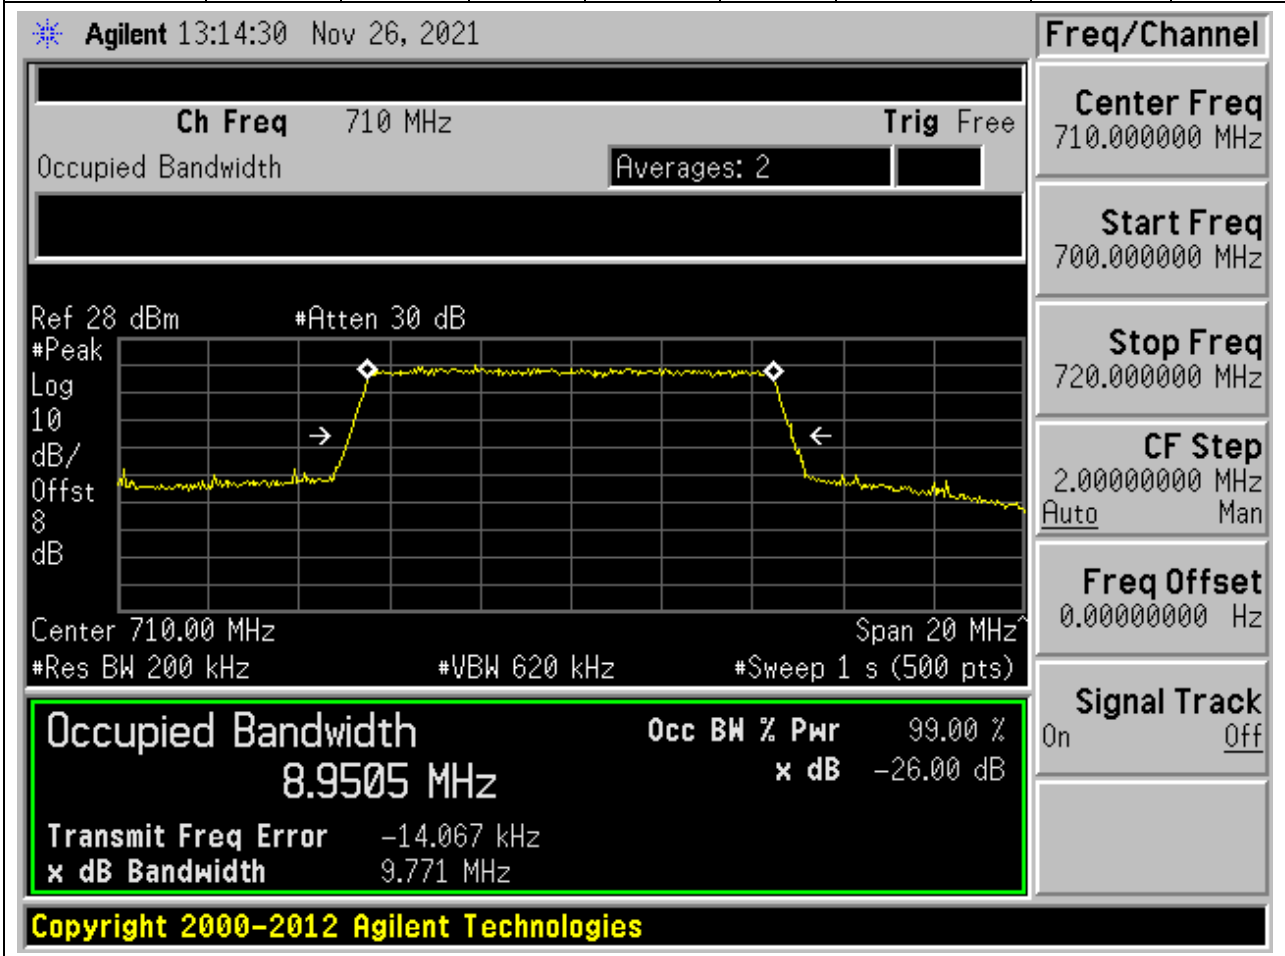 Agilent 13:14:30 Nov 26, 2021
Freq/Channel
Ch Freq 710 MHz Trig Free
Occupied Bandwidth Averages: 2
Center Freq
710.000000 MHz
Start Freq
700.000000 MHz
Stop Freq
720.000000 MHz
CF Step
2.00000000 MHz
Auto Man
Freq Offset
0.00000000 Hz
Signal Track
On Off
Ref 28 dBm #Atten 30 dB
#Peak
Log
10
dB/
Offst
8
dB
Center 710.00 MHz Span 20 MHz^
#Res BW 200 kHz #VBW 620 kHz #Sweep 1 s (500 pts)
Occupied Bandwidth Occ BW % Pwr 99.00 %
8.9505 MHz x dB -26.00 dB
Transmit Freq Error -14.067 kHz
x dB Bandwidth 9.771 MHz
Copyright 2000-2012 Agilent Technologies